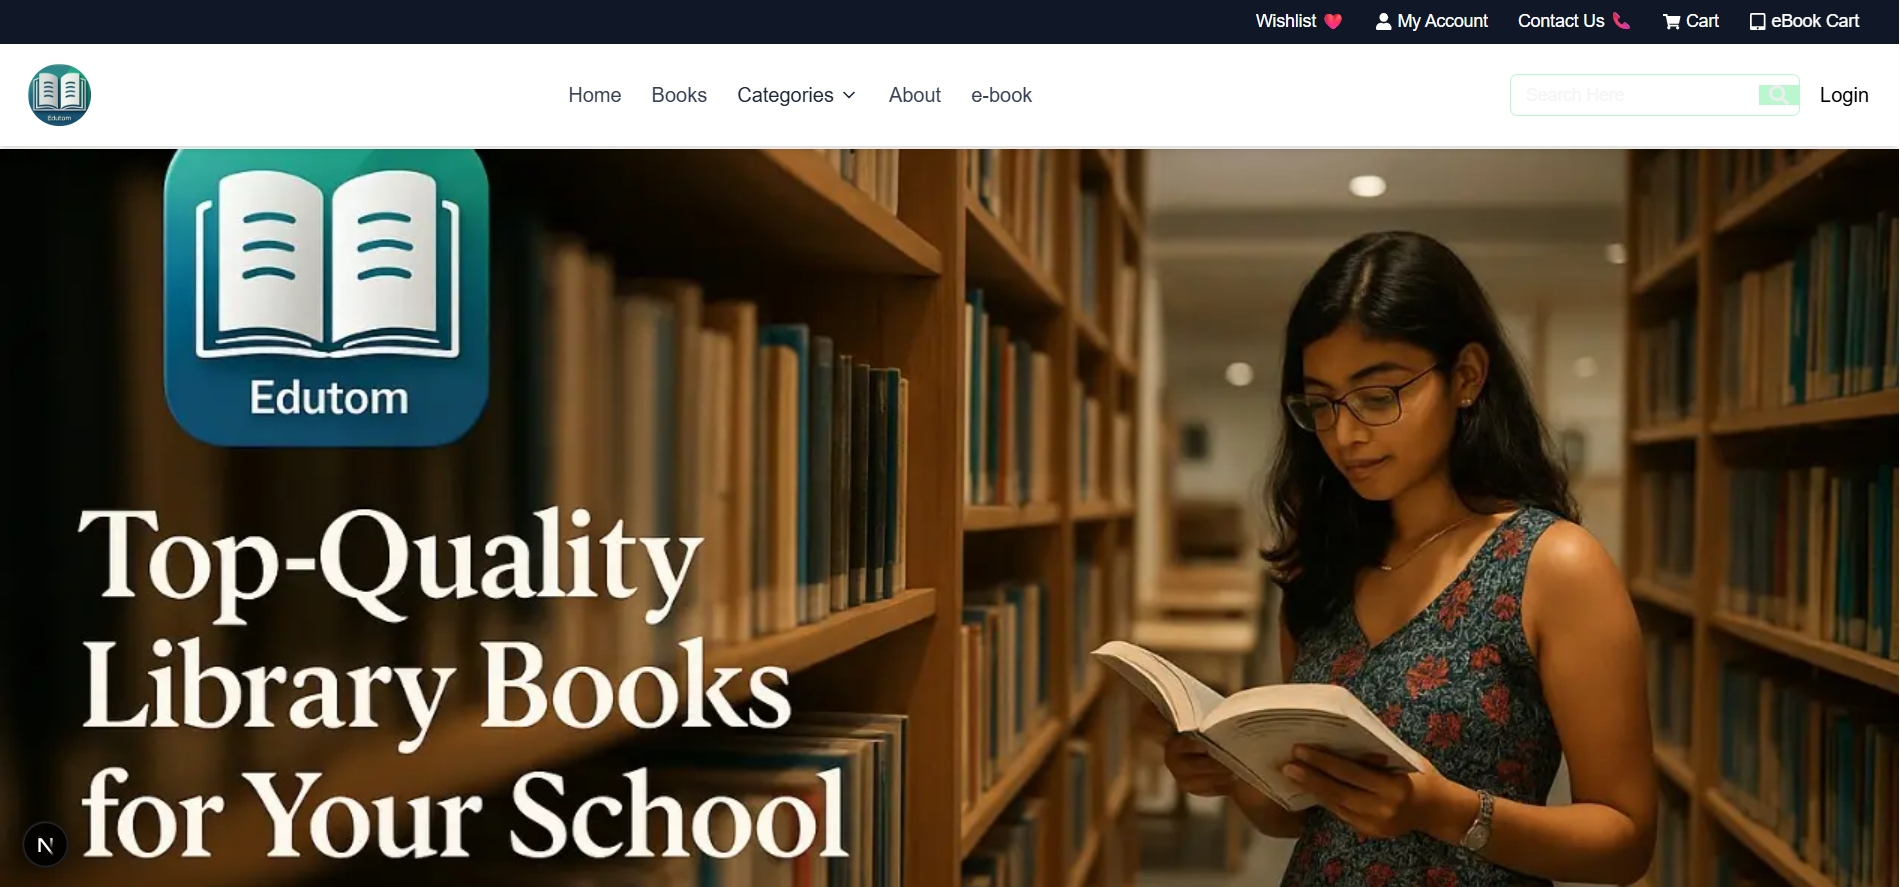 Wishlist
My Account
Contact Us
Cart
eBook Cart
Edutom
Home
Books
Categories
About
e-book
Search Here
Login
Edutom
Top-Quality
Library Books
for Your School
N